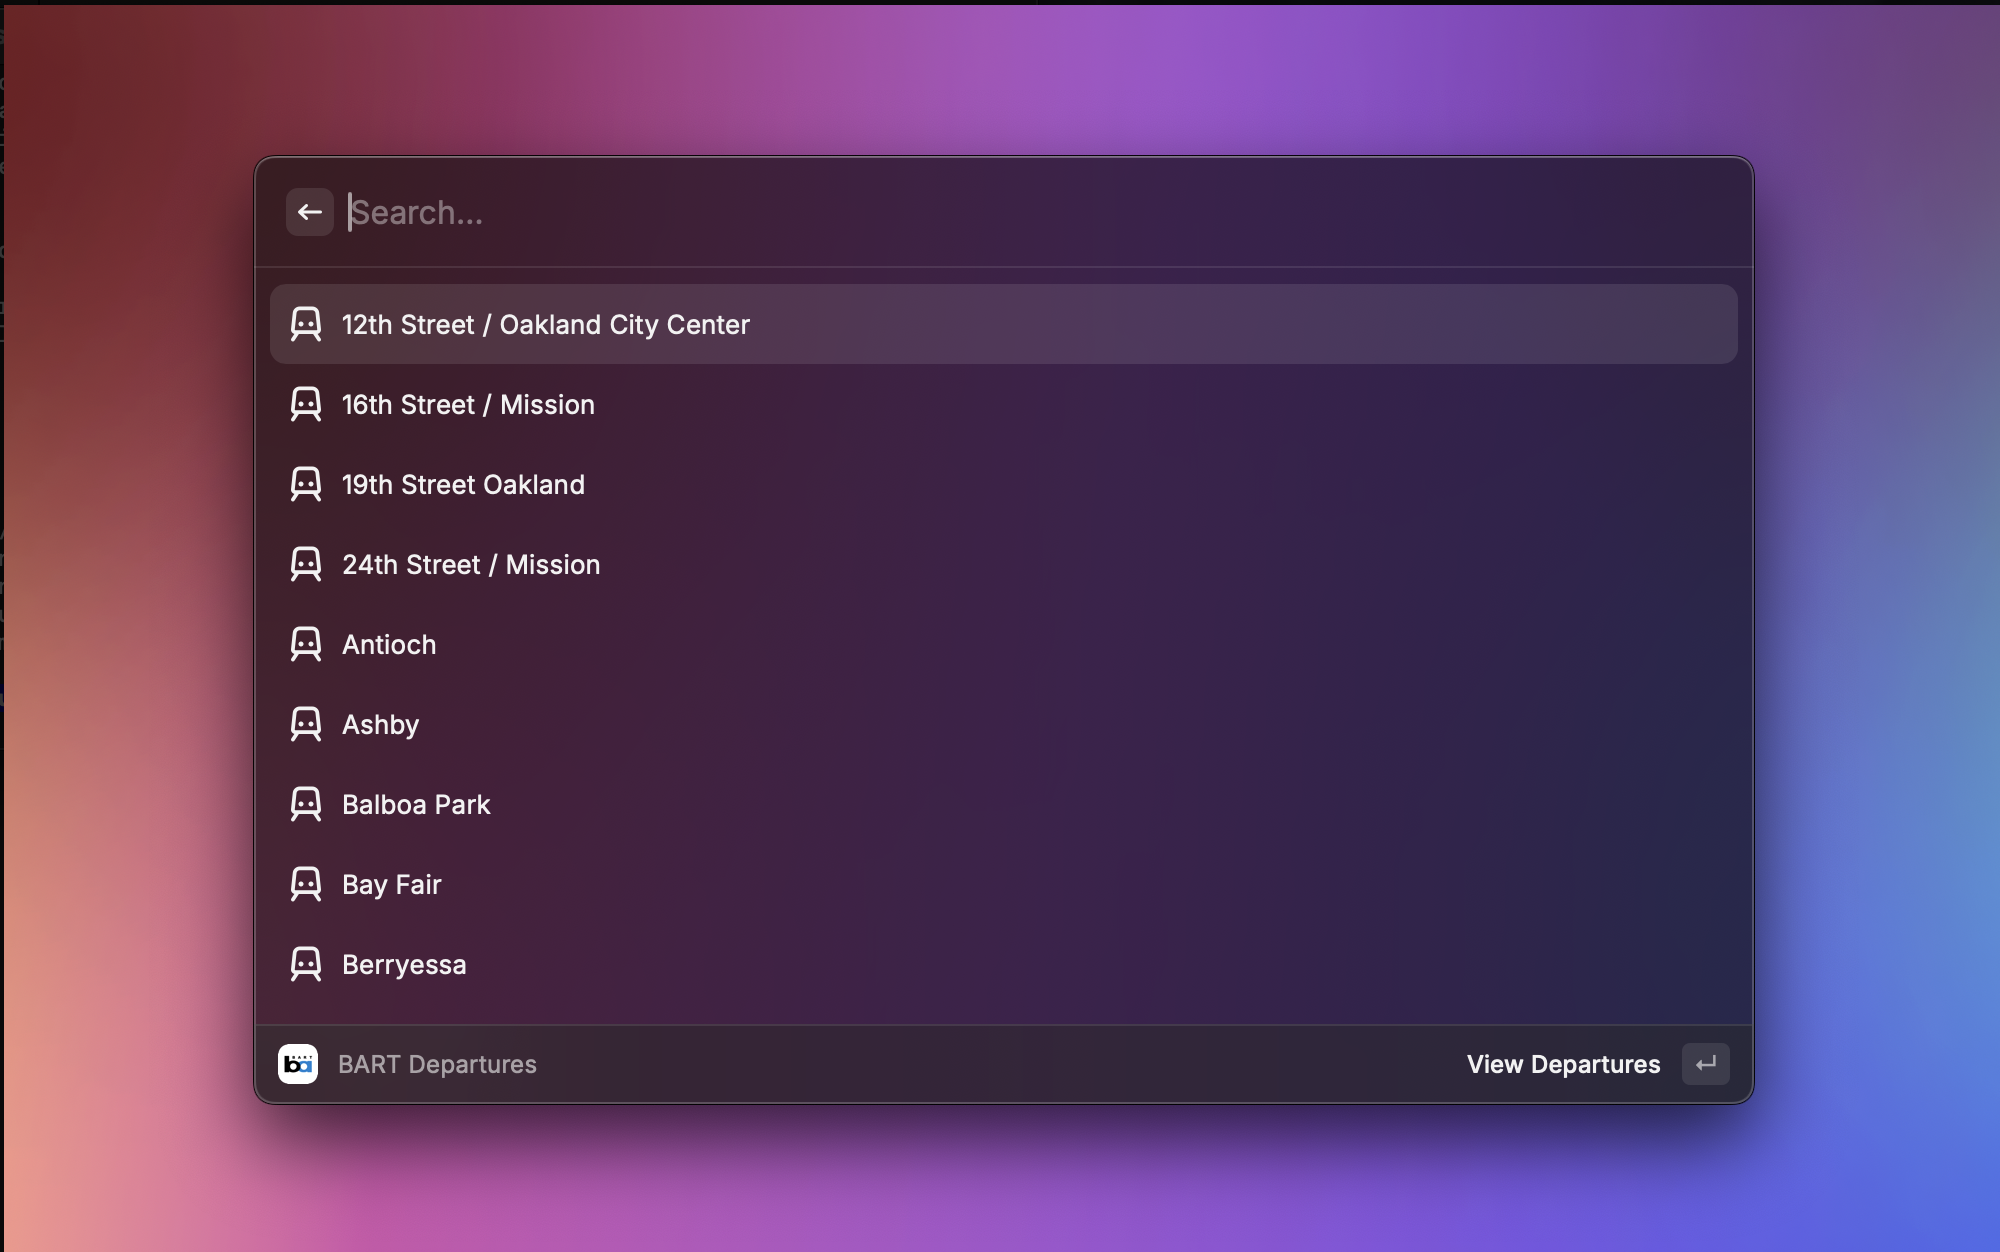 Search...
12th Street / Oakland City Center
16th Street / Mission
19th Street Oakland
24th Street / Mission
Antioch
Ashby
Balboa Park
Bay Fair
Berryessa
BART Departures
View Departures